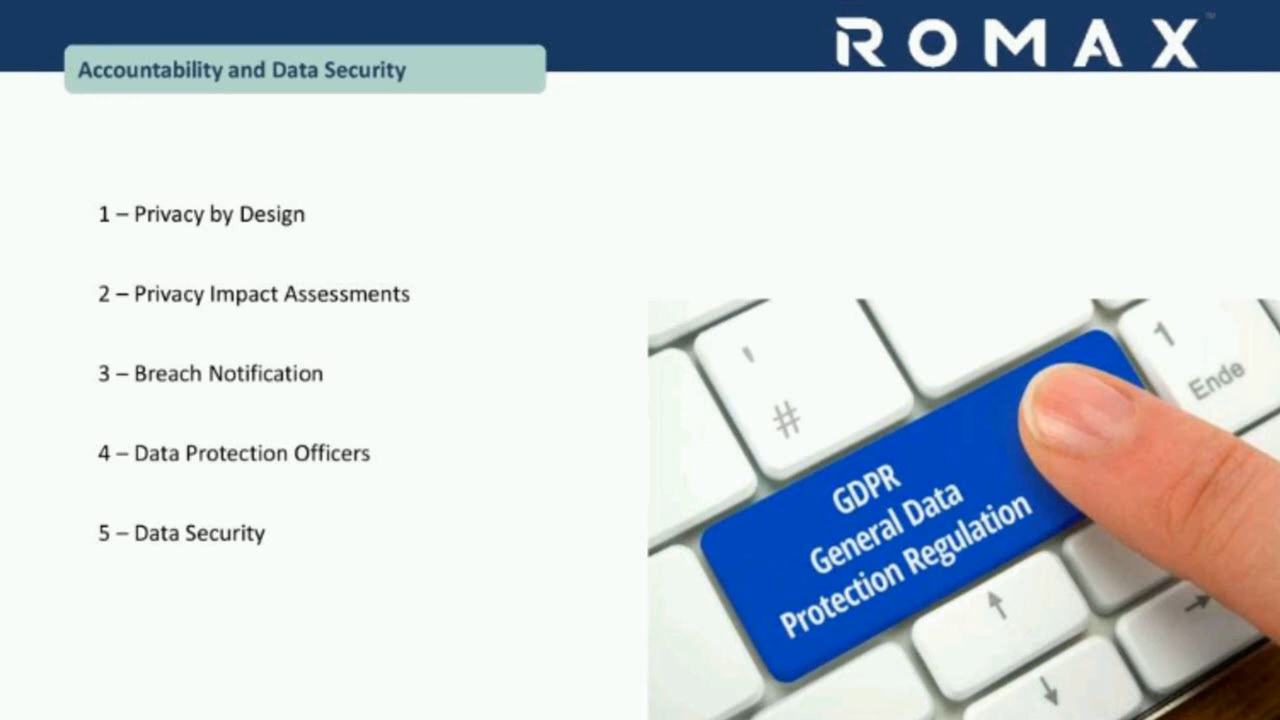 ROMAX™
Accountability and Data Security
1 – Privacy by Design
2 – Privacy Impact Assessments
3 – Breach Notification
4 – Data Protection Officers
5 – Data Security
'
#
1
Ende
GDPR
General Data
Protection Regulation